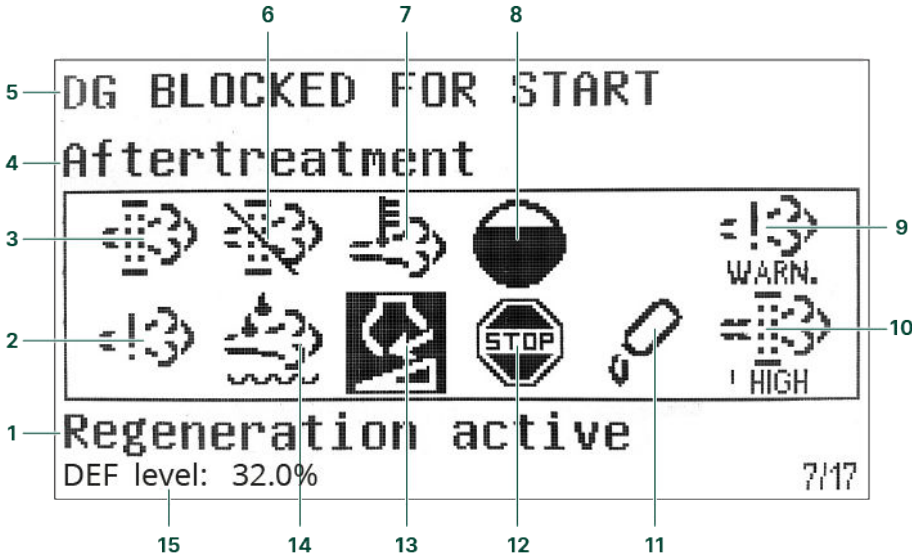 6 7 8
DG BLOCKED FOR START
5
Aftertreatment
4
3
9
WARN.
2
STOP
10
! HIGH
1
Regeneration active
DEF level: 32.0%
7/17
15 14 13 12 11